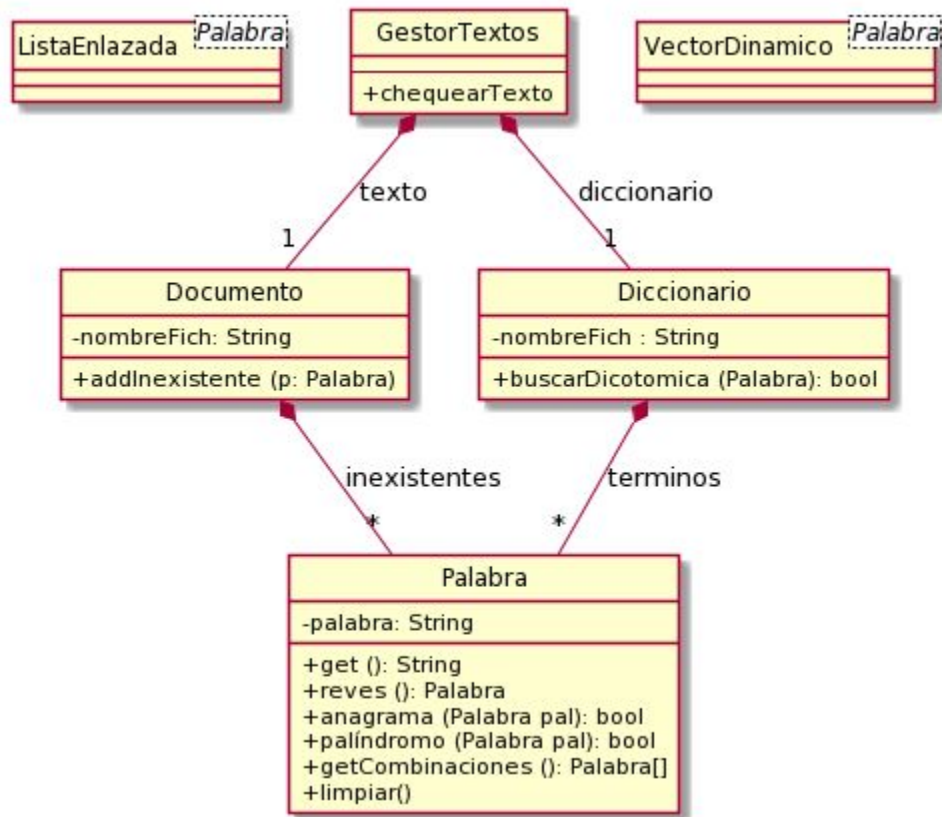 ListaEnlazada
Palabra
GestorTextos
+chequearTexto
VectorDinamico
Palabra
texto
diccionario
1
1
Documento
-nombreFich: String
+addInexistente (p: Palabra)
Diccionario
-nombreFich : String
+buscarDicotomica (Palabra): bool
inexistentes
terminos
*
*
Palabra
-palabra: String
+get (): String
+reves (): Palabra
+anagrama (Palabra pal): bool
+palíndromo (Palabra pal): bool
+getCombinaciones (): Palabra[]
+limpiar()